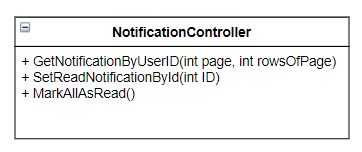 NotificationController
+ GetNotificationByUserID(int page, int rowsOfPage)
+ SetReadNotificationById(int ID)
+ MarkAllAsRead()